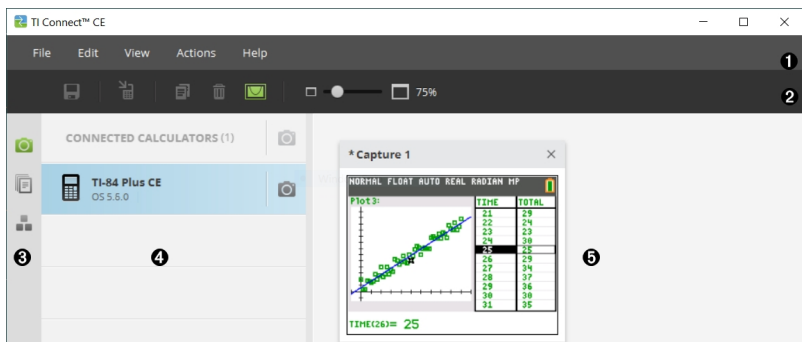 TI Connect™ CE
File Edit View Actions Help
❶
75%
❷
CONNECTED CALCULATORS (1)
TI-84 Plus CE
OS 5.6.0
❸
❹
*Capture 1
NORMAL FLOAT AUTO REAL RADIAN MP
Plot3:
TIME TOTAL
21 29
22 24
23 23
24 30
25 25
26 29
27 34
28 37
29 36
30 30
31 35
TIME(26)= 25
❺